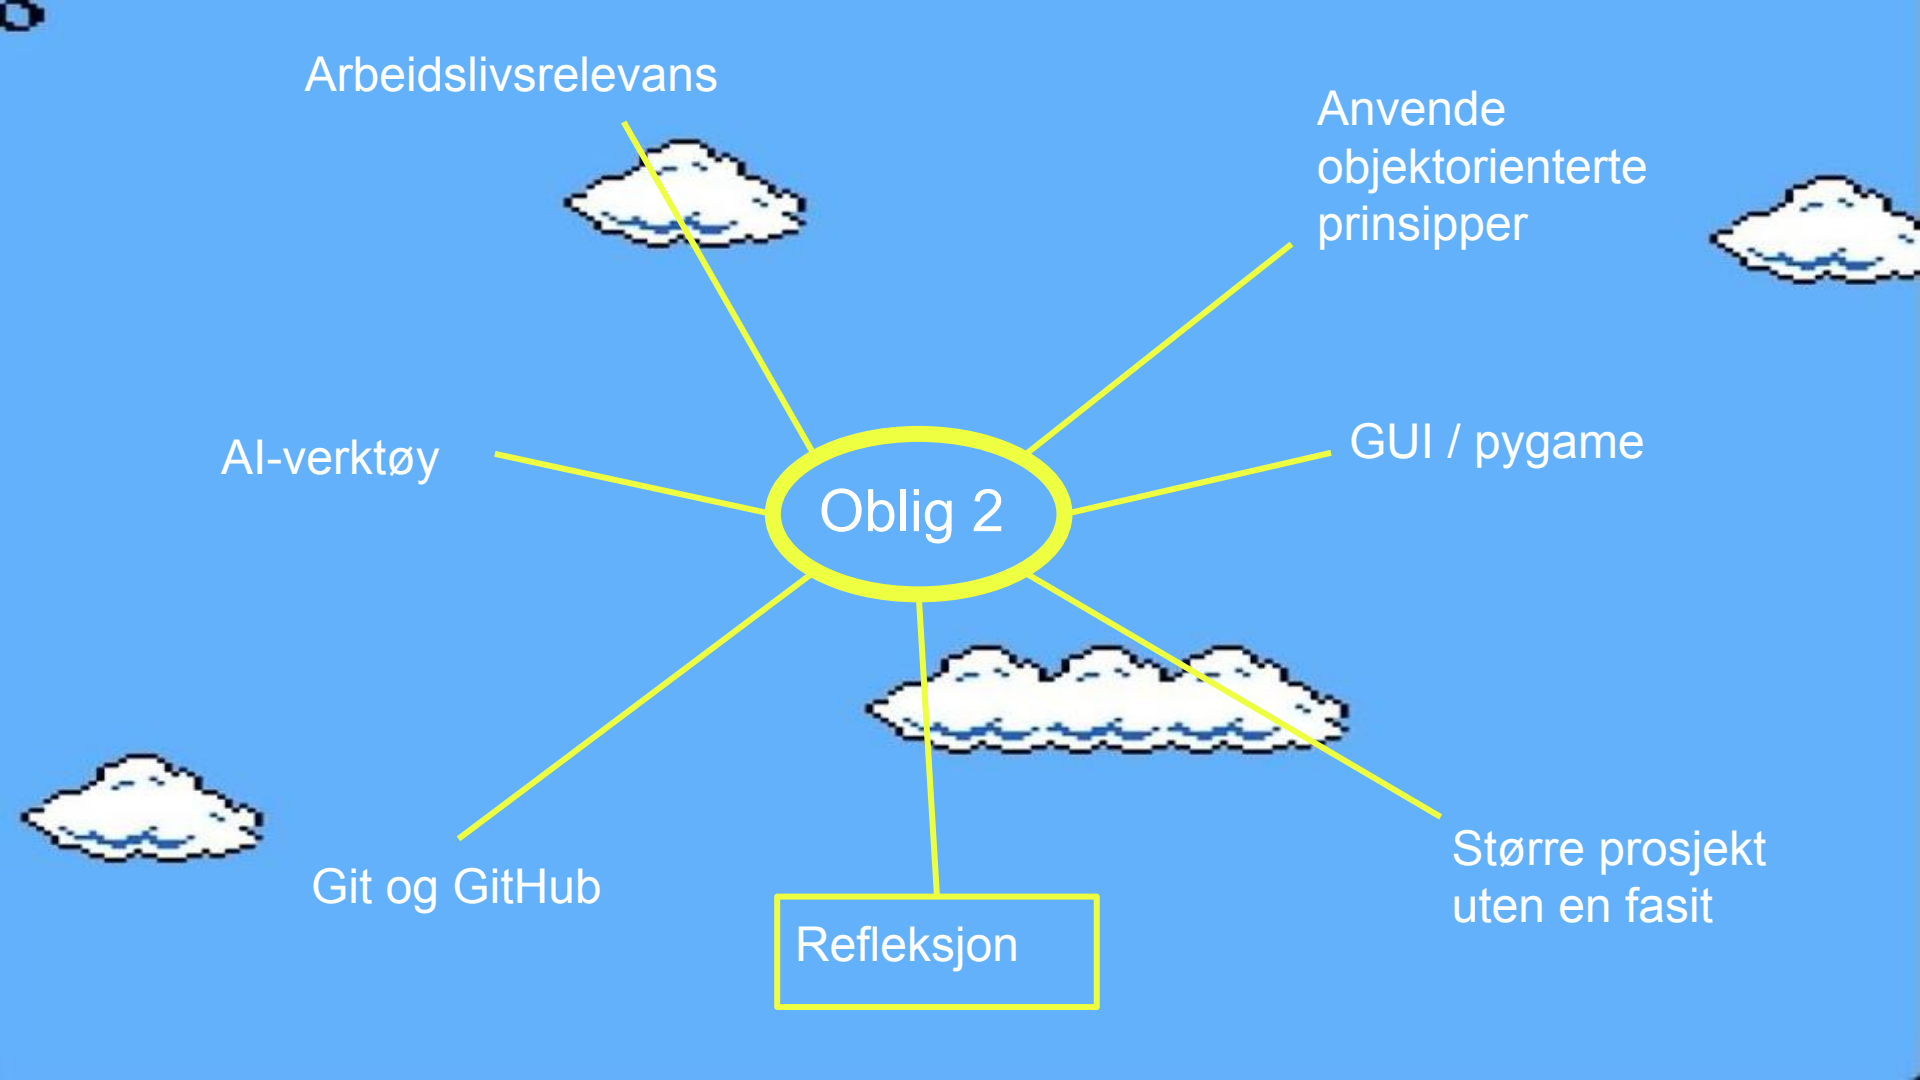 Arbeidslivsrelevans
Anvende
objektorienterte
prinsipper
AI-verktøy
GUI / pygame
Oblig 2
Git og GitHub
Refleksjon
Større prosjekt
uten en fasit